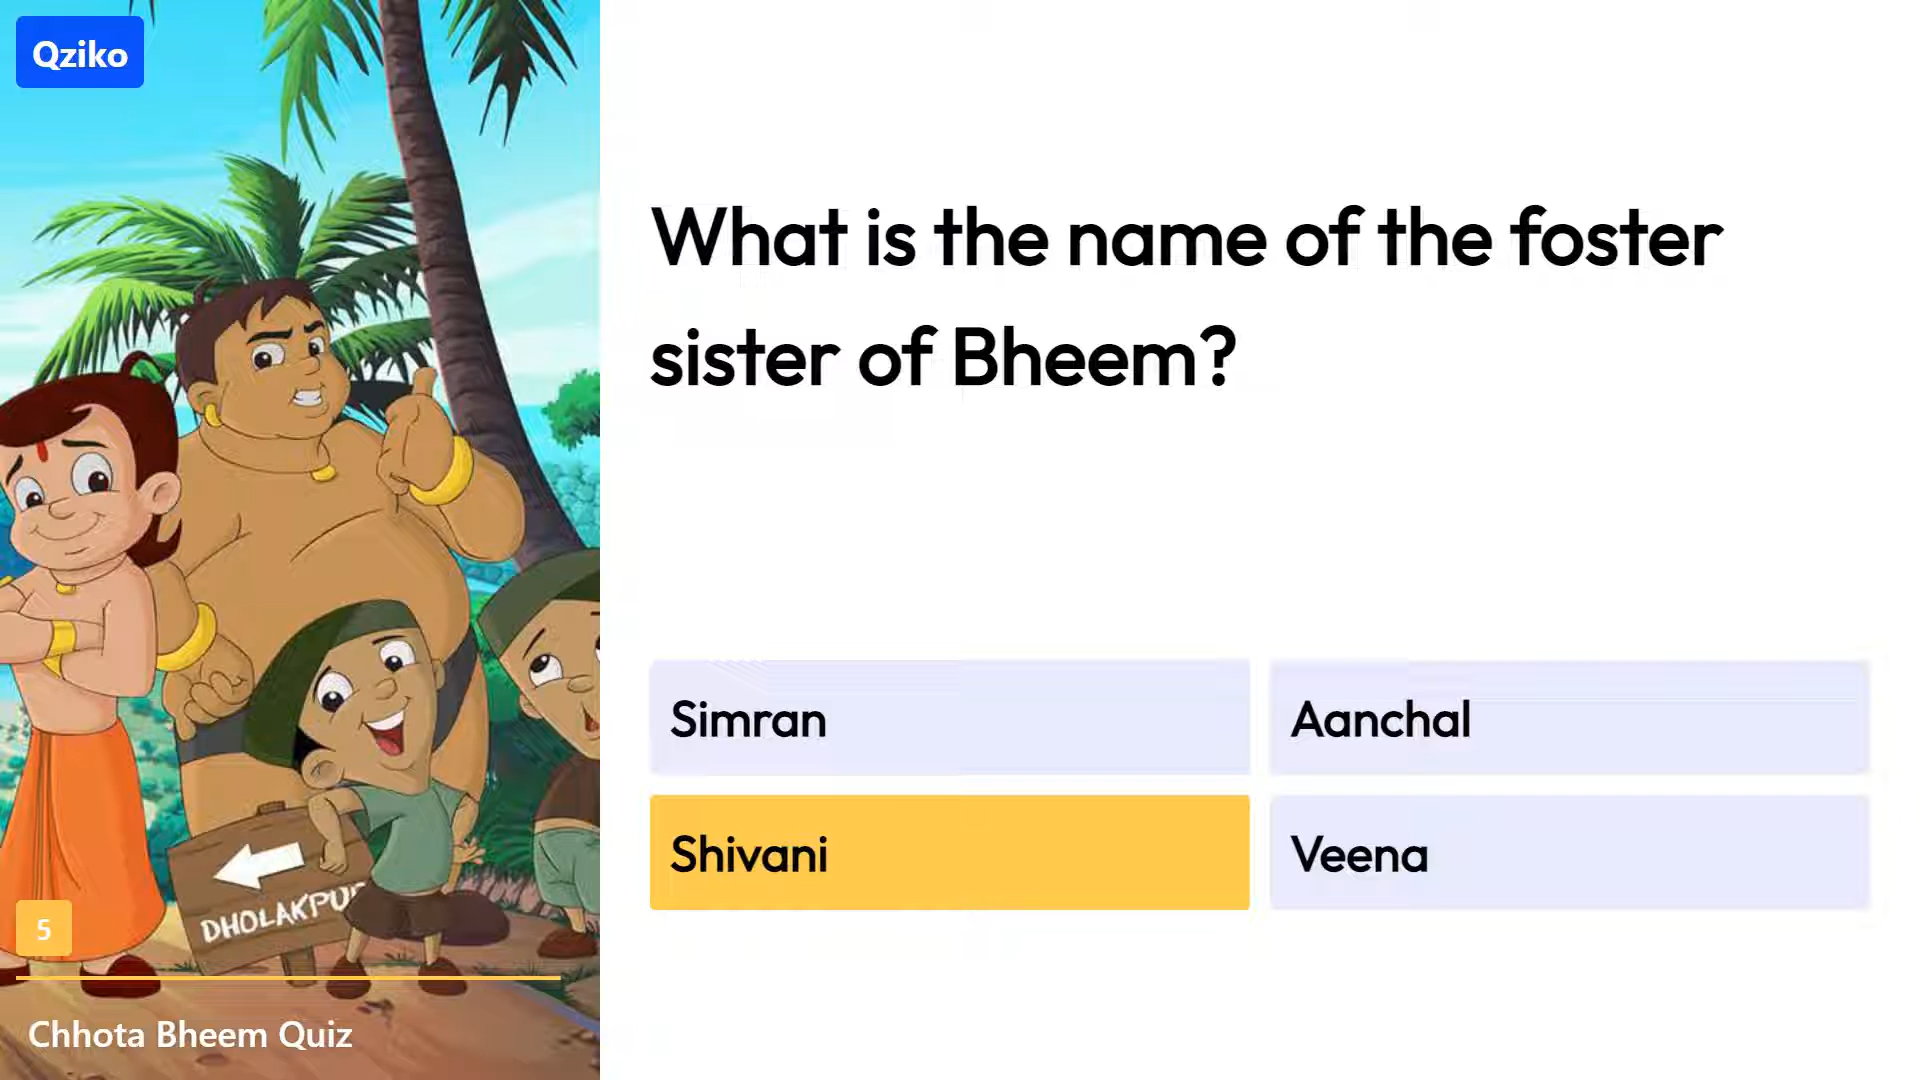 Qziko
What is the name of the foster
sister of Bheem?
Simran
Aanchal
Shivani
Veena
DHOLAKPUR
5
Chhota Bheem Quiz